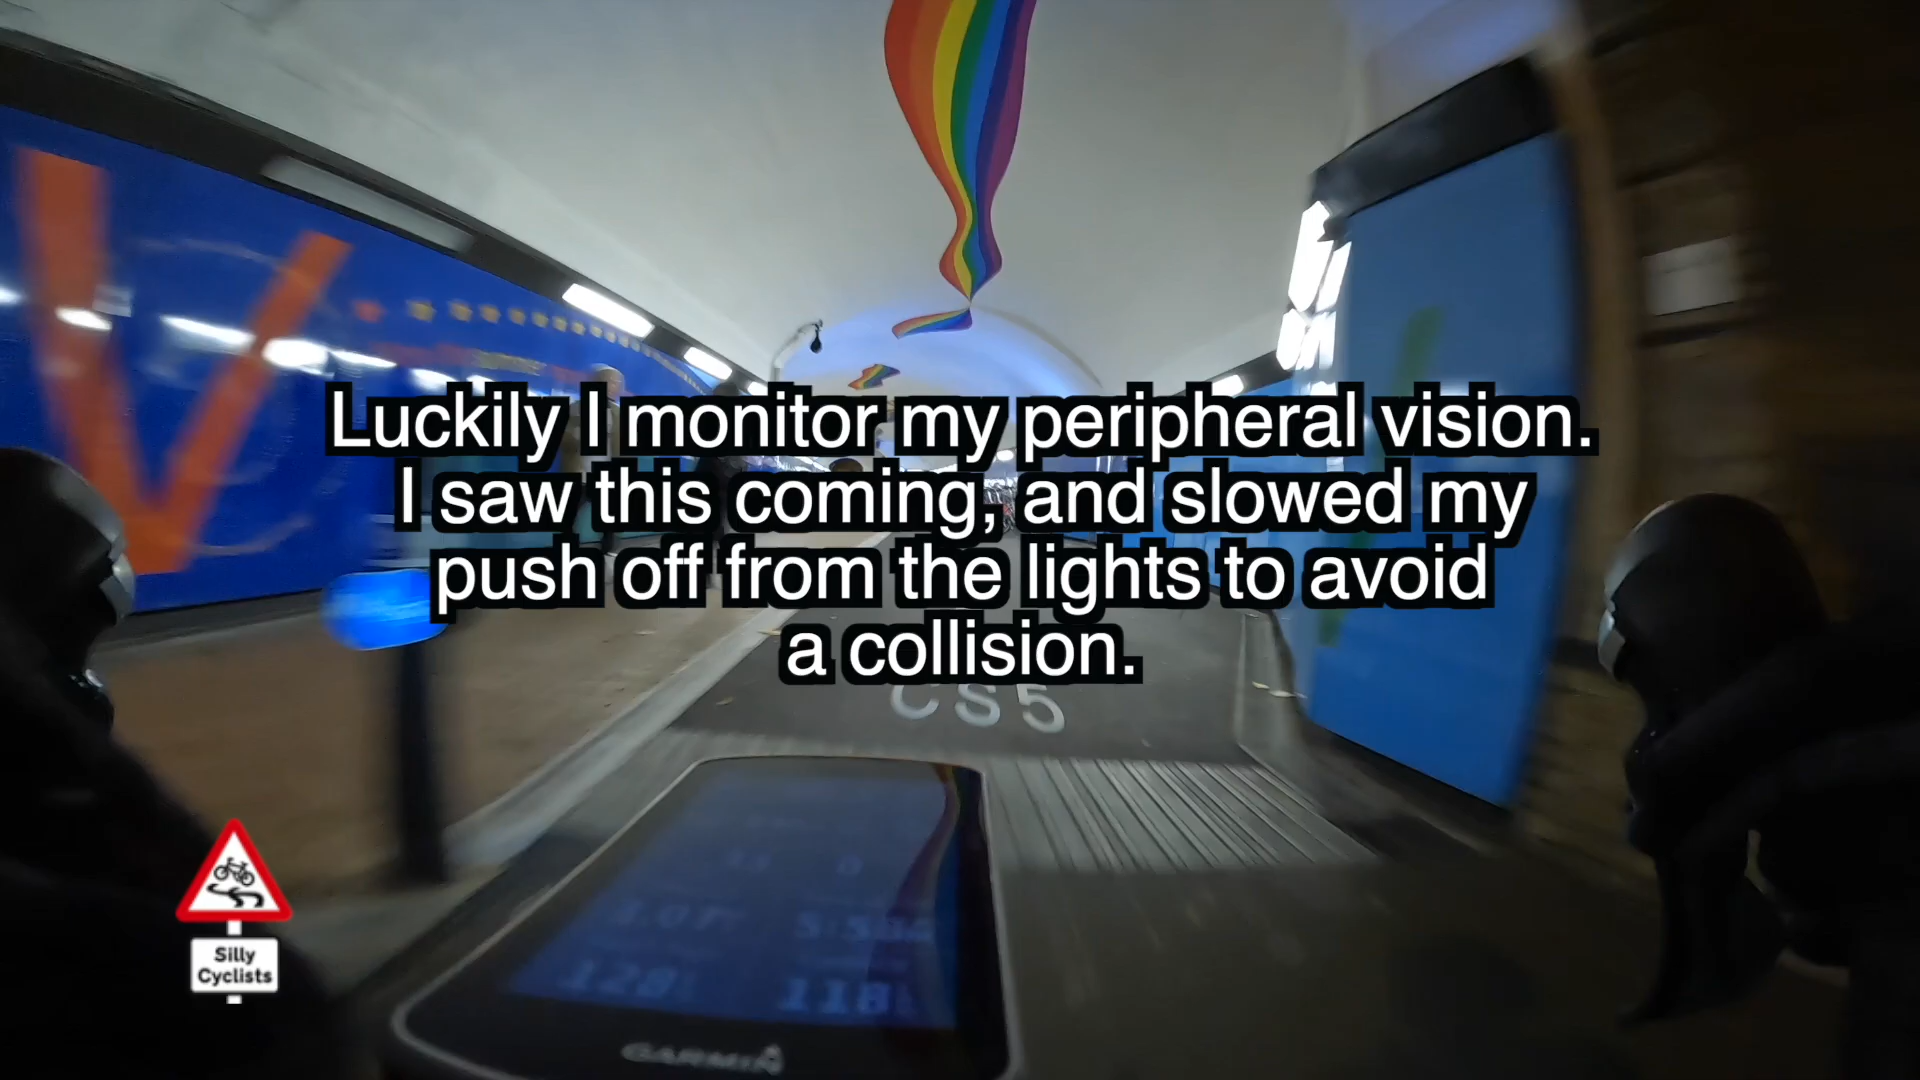 Luckily I monitor my peripheral vision.
I saw this coming, and slowed my
push off from the lights to avoid
a collision.
CS5
Silly
Cyclists
GARMIN